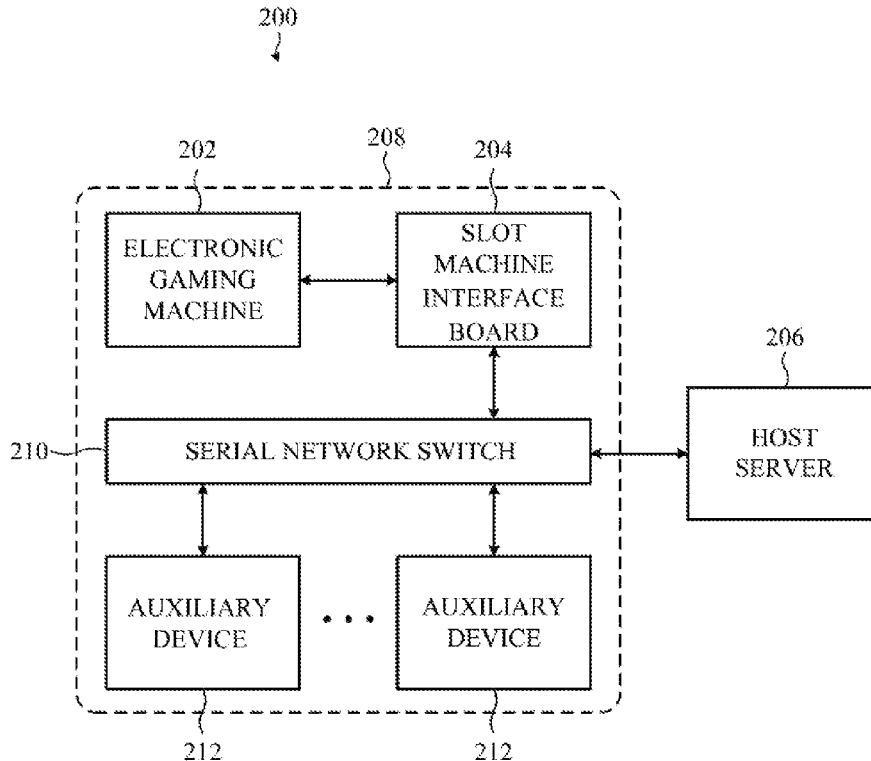 200
202
208
204
ELECTRONIC
GAMING
MACHINE
SLOT
MACHINE
INTERFACE
BOARD
206
210
SERIAL NETWORK SWITCH
HOST
SERVER
AUXILIARY
DEVICE
AUXILIARY
DEVICE
212
212